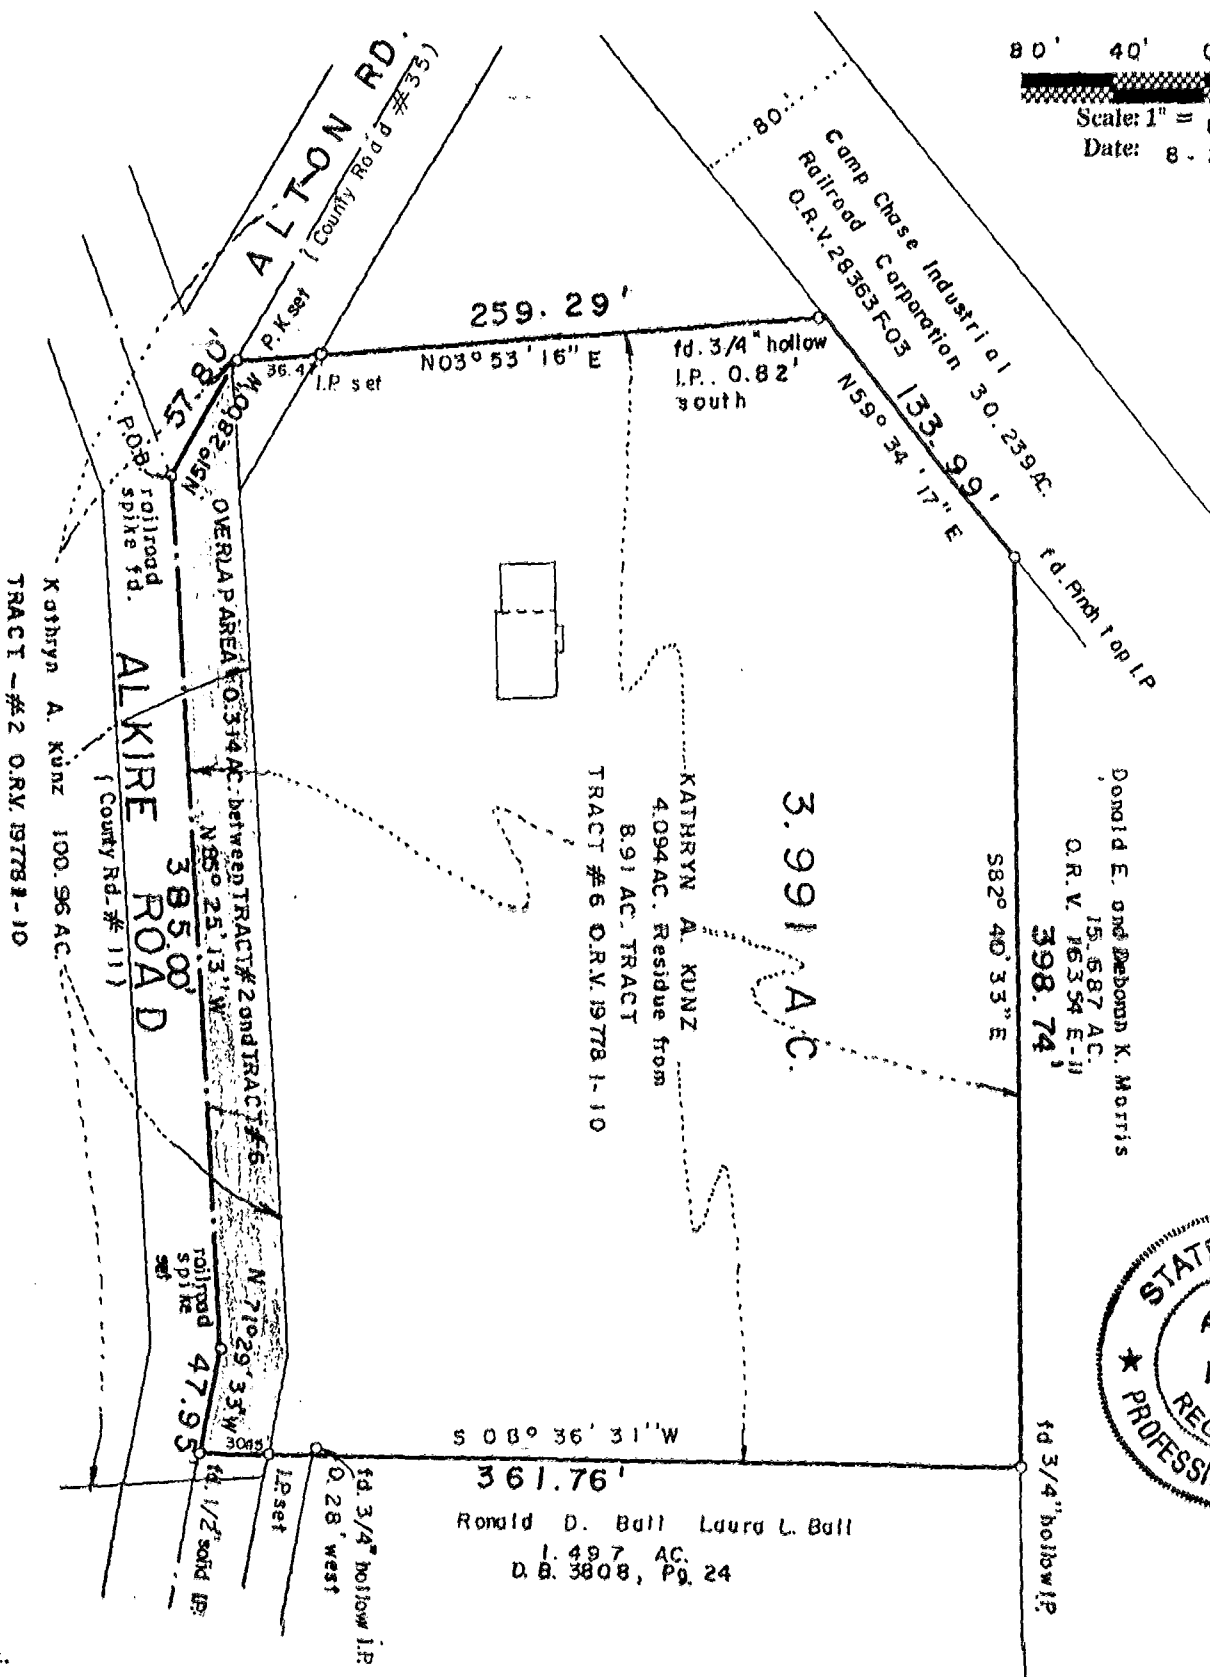 80' 40'
Scale: 1" =
Date: 8 -
80'
Camp Chase Industrial
Railroad Corporation 30.239 AC.
O.R.V. 28363 F-03
133.99'
N59° 34' 17" E
fd. Pinch top I.P
ALTON RD.
( County Road #35)
P.K. set
36.4
I.P. set
259.29'
N03° 53' 16" E
fd. 3/4" hollow
I.P.. 0.82'
south
57.80'
N51° 28' 00" W
P.O.B.
railroad
spike fd.
OVERLAP AREA 0.314 AC. between TRACT #2 and TRACT #6
N 85° 25' 13" W
385.00'
ALKIRE ROAD
( County Rd. # 11)
Kathryn A. Kunz 100.96 AC.
TRACT - #2 O.R.V. 19778 I-10
KATHRYN A. KUNZ
4.094 AC. Residue from
8.91 AC. TRACT
TRACT #6 O.R.V. 19778 I-10
3.991 AC.
Donald E. and Deborah K. Morris
15.687 AC.
O.R.V. 16354 E-11
398.74'
S82° 40' 33" E
railroad
spike
set
N 71° 29' 33" W
47.95'
30.45
I.P. set
fd. 1/2" solid I.P.
fd. 3/4" hollow I.P.
0.28' west
S 08° 36' 31" W
361.76'
Ronald D. Ball Laura L. Ball
1.497 AC.
D.B. 3808, Pg. 24
fd 3/4" hollow I.P.
STAT
★ PROFESSI
REG